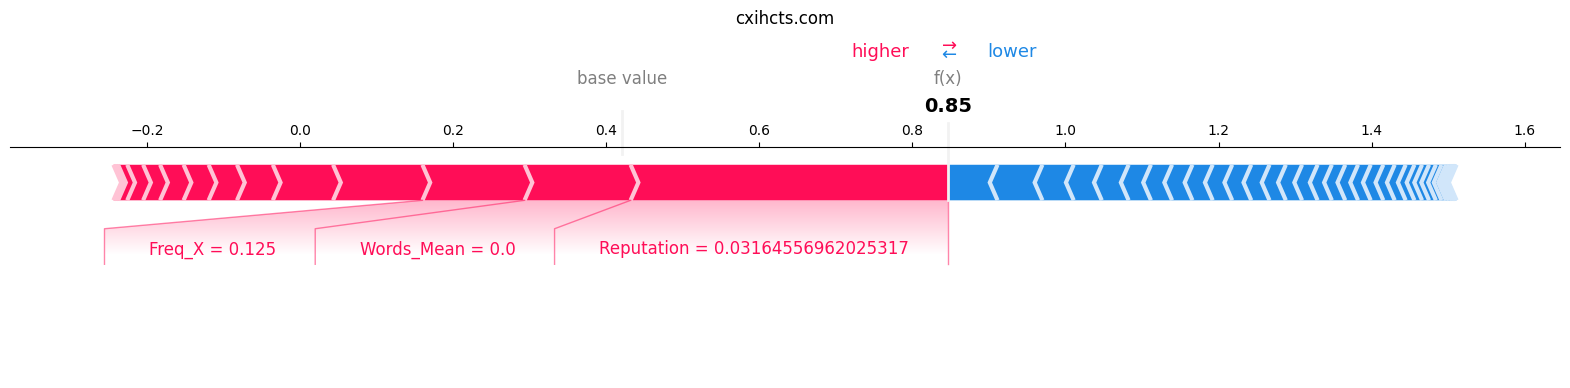 cxihcts.com
higher ⇄ lower
base value f(x)
0.85
−0.2 0.0 0.2 0.4 0.6 0.8 1.0 1.2 1.4 1.6
Freq_X = 0.125 Words_Mean = 0.0 Reputation = 0.03164556962025317